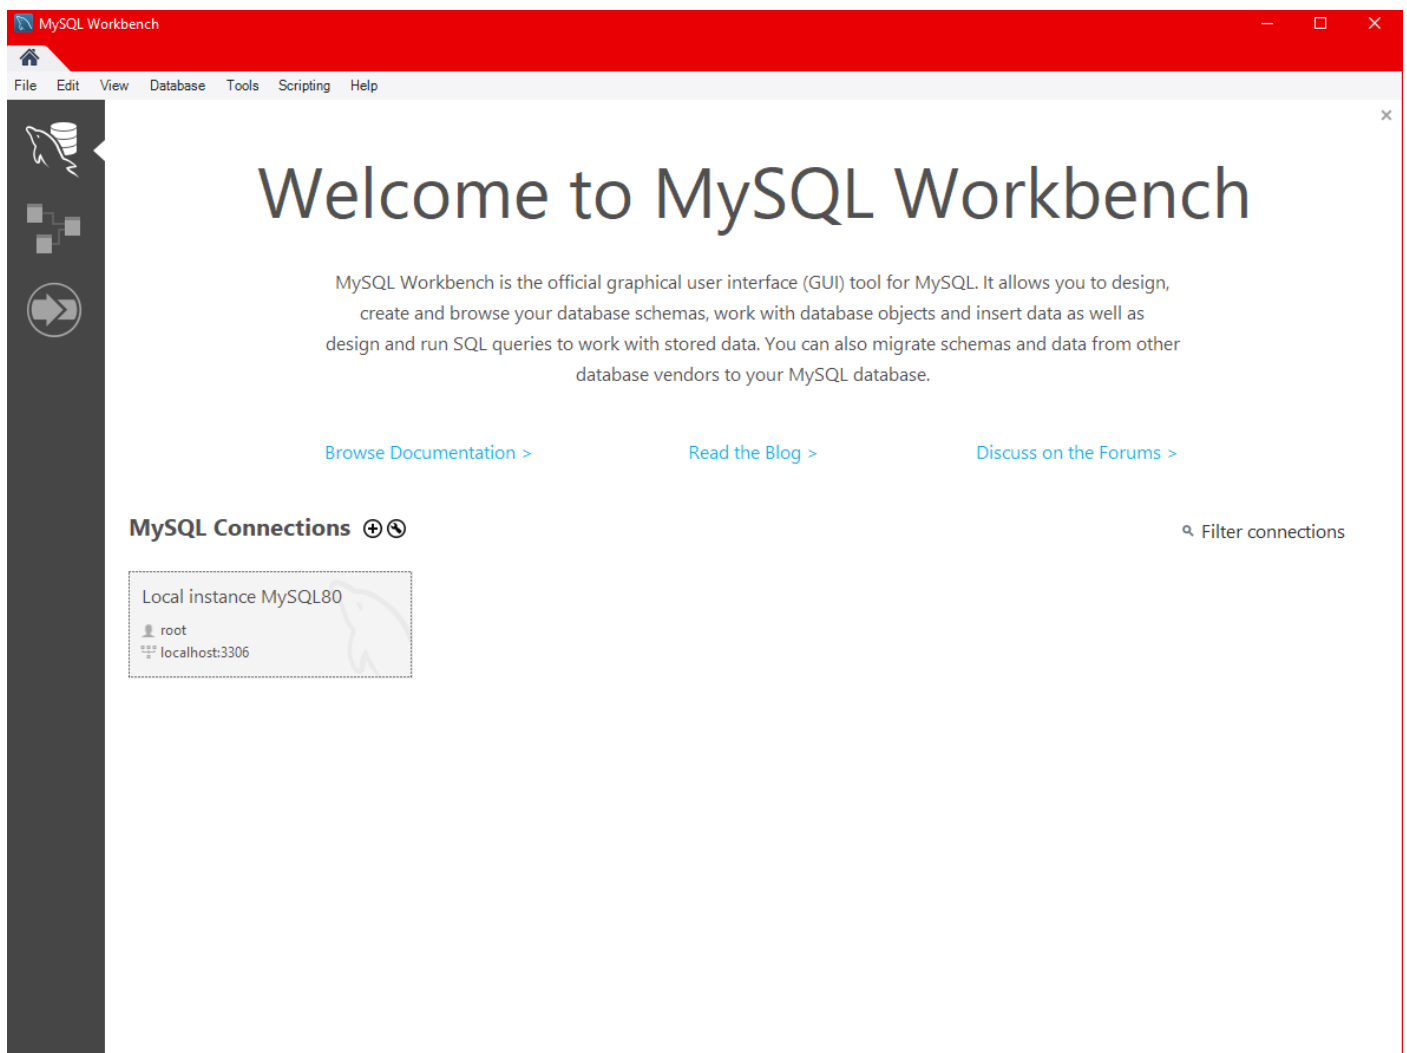 MySQL Workbench
File Edit View Database Tools Scripting Help
Welcome to MySQL Workbench
MySQL Workbench is the official graphical user interface (GUI) tool for MySQL. It allows you to design,
create and browse your database schemas, work with database objects and insert data as well as
design and run SQL queries to work with stored data. You can also migrate schemas and data from other
database vendors to your MySQL database.
Browse Documentation > Read the Blog > Discuss on the Forums >
MySQL Connections Filter connections
Local instance MySQL80
root
localhost:3306